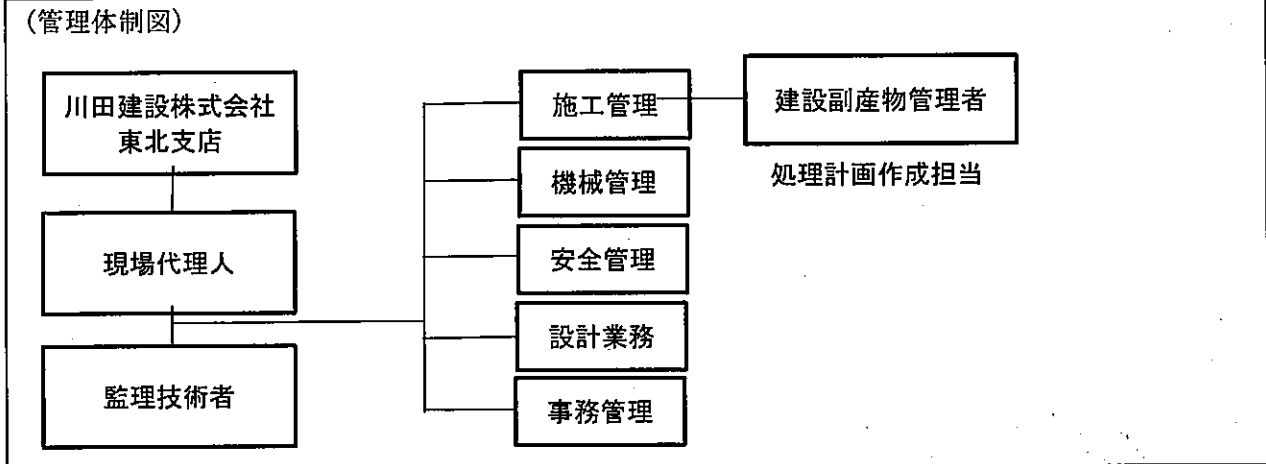 （管理体制図）
川田建設株式会社
東北支店
現場代理人
監理技術者
施工管理
機械管理
安全管理
設計業務
事務管理
建設副産物管理者
処理計画作成担当